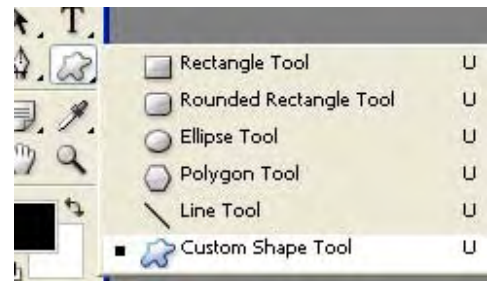 T.
Rectangle Tool U
Rounded Rectangle Tool U
Ellipse Tool U
Polygon Tool U
Line Tool U
Custom Shape Tool U